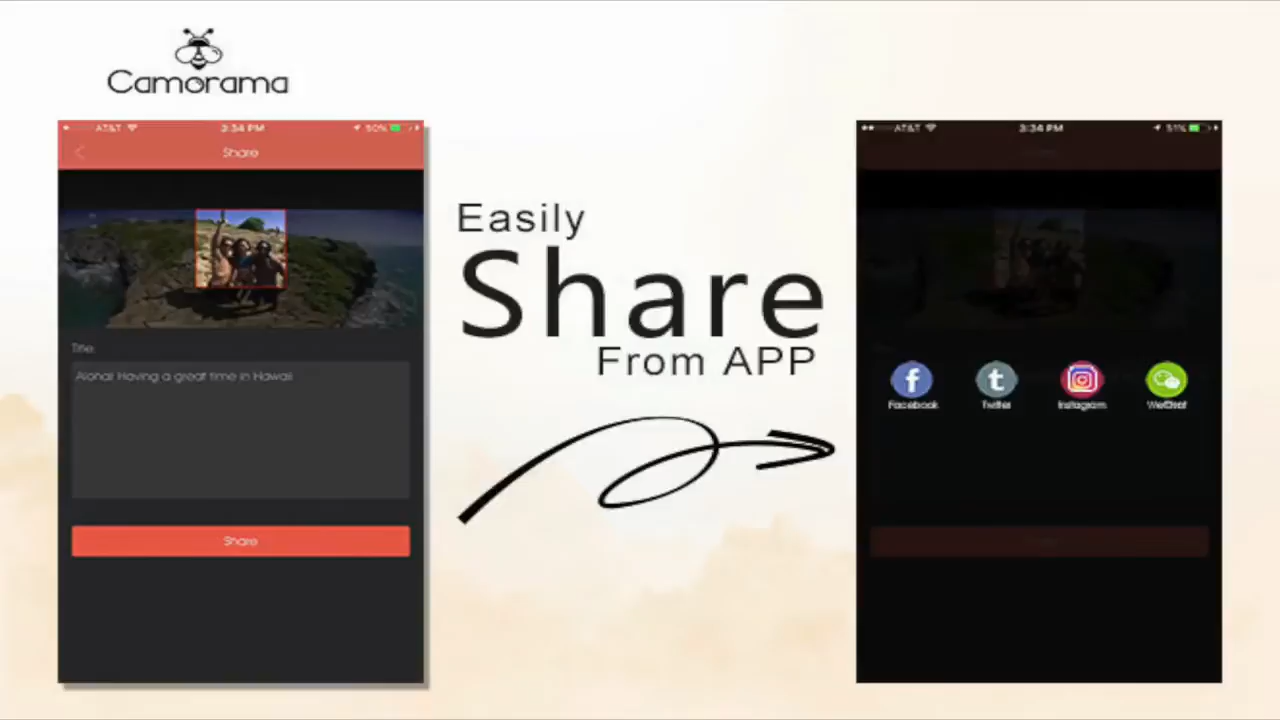 Camorama
AT&T 3:34 PM 50%
Share
Title:
Aloha! Having a great time in Hawaii
Share
Easily
Share
From APP
AT&T 3:34 PM 51%
Facebook
Twitter
Instagram
WeChat